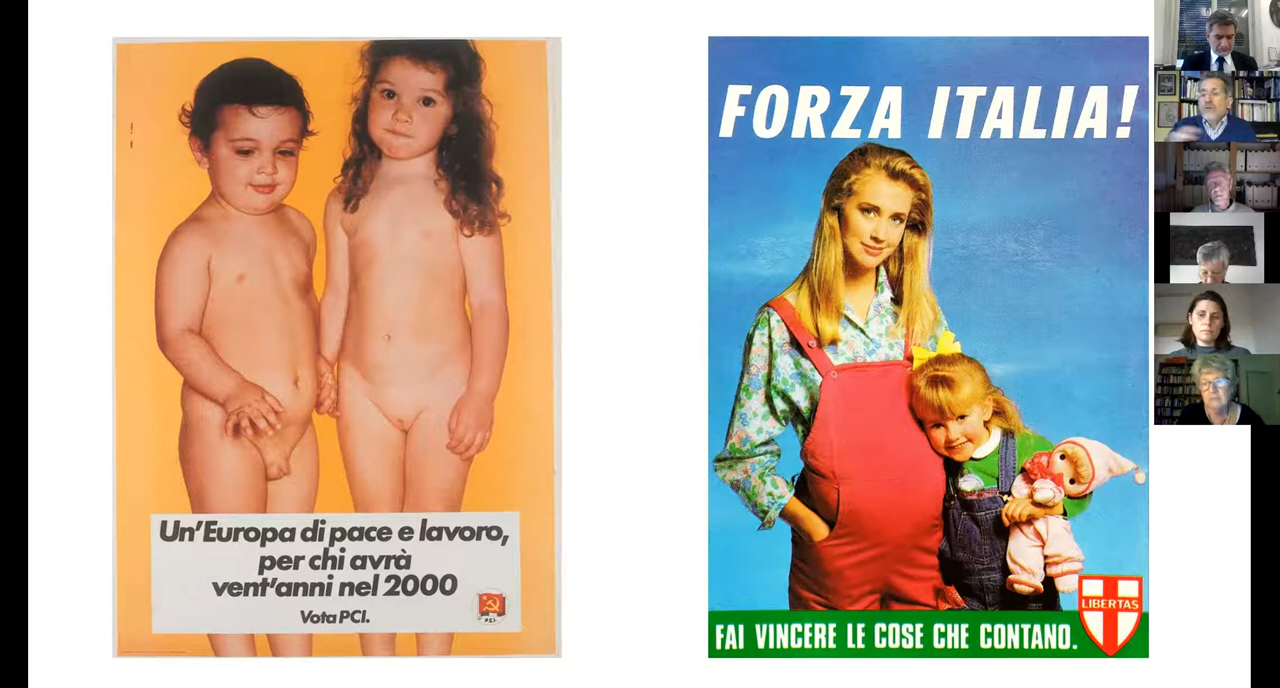 Un'Europa di pace e lavoro,
per chi avrà
vent'anni nel 2000
Vota PCI.
P.C.I.
FORZA ITALIA!
LIBERTAS
FAI VINCERE LE COSE CHE CONTANO.